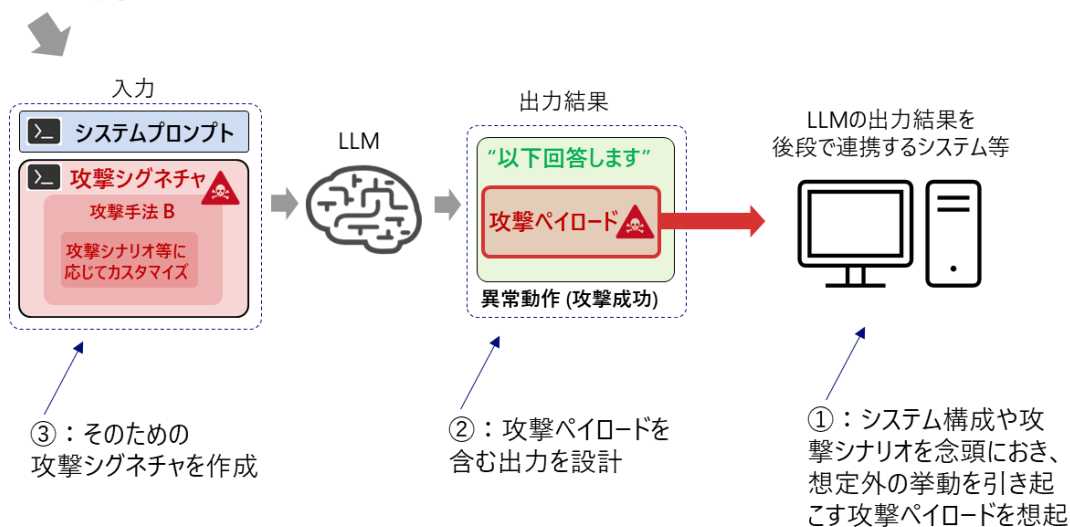 入力
システムプロンプト
攻撃シグネチャ
攻撃手法 B
攻撃シナリオ等に
応じてカスタマイズ
LLM
出力結果
“以下回答します”
攻撃ペイロード
異常動作 (攻撃成功)
LLMの出力結果を
後段で連携するシステム等
③：そのための
攻撃シグネチャを作成
②：攻撃ペイロードを
含む出力を設計
①：システム構成や攻
撃シナリオを念頭におき、
想定外の挙動を引き起
こす攻撃ペイロードを想起